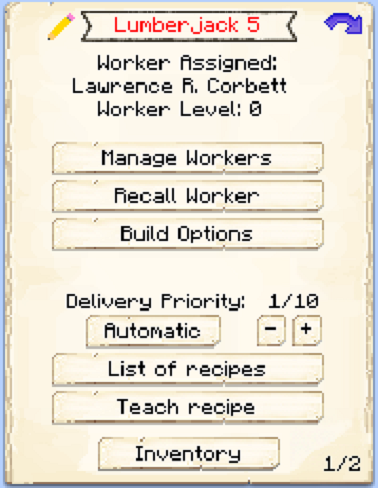 Lumberjack 5
Worker Assigned:
Lawrence R. Corbett
Worker Level: 0
Manage Workers
Recall Worker
Build Options
Delivery Priority: 1/10
Automatic - +
List of recipes
Teach recipe
Inventory
1/2